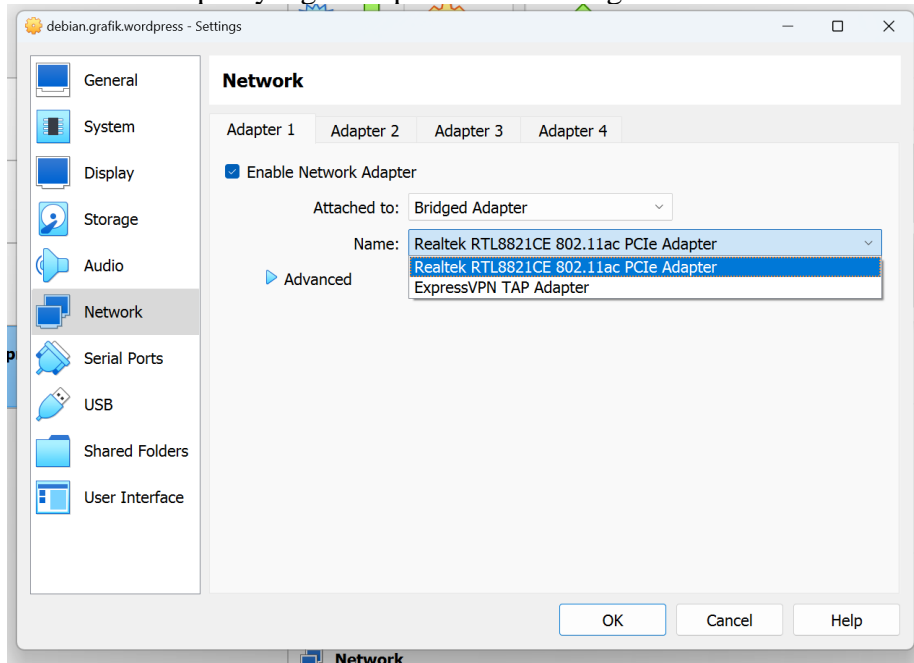 debian.grafik.wordpress - Settings
General
System
Display
Storage
Audio
Network
Serial Ports
USB
Shared Folders
User Interface
Network
Adapter 1 Adapter 2 Adapter 3 Adapter 4
Enable Network Adapter
Attached to: Bridged Adapter
Name: Realtek RTL8821CE 802.11ac PCIe Adapter
Realtek RTL8821CE 802.11ac PCIe Adapter
ExpressVPN TAP Adapter
Advanced
OK Cancel Help
Network